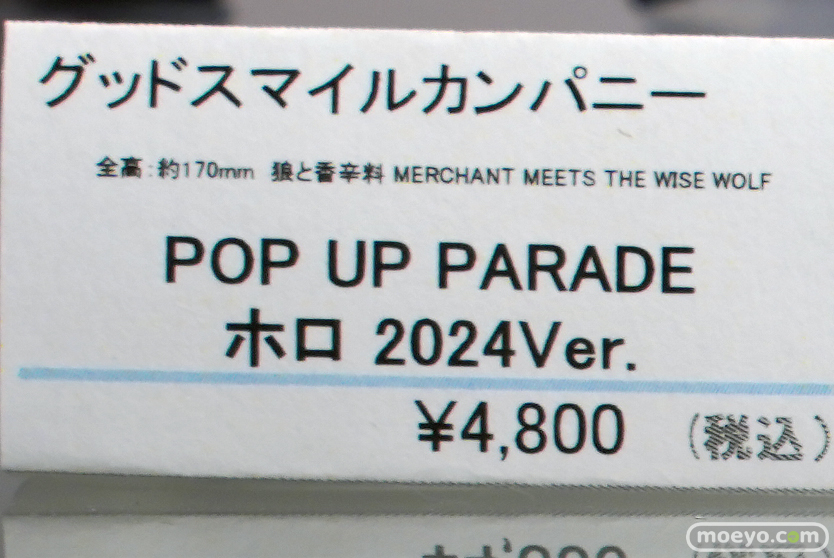 グッドスマイルカンパニー
全高：約170mm 狼と香辛料 MERCHANT MEETS THE WISE WOLF
POP UP PARADE
ホロ 2024Ver.
¥4,800 （税込）
moeyo.com